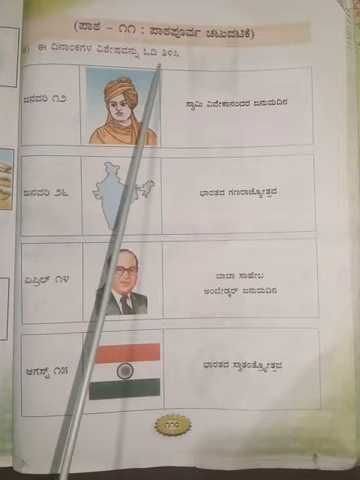 (ಪಾಠ - ೧೧ : ಪಾಠಪೂರ್ವ ಚಟುವಟಿಕೆ)
ಈ ದಿನಾಂಕಗಳ ವಿಶೇಷವನ್ನು ಓದಿ ತಿಳಿಸಿ.
ಜನವರಿ ೧೨
ಸ್ವಾಮಿ ವಿವೇಕಾನಂದರ ಜನುಮದಿನ
ಜನವರಿ ೨೬
ಭಾರತದ ಗಣರಾಜ್ಯೋತ್ಸವ
ಏಪ್ರಿಲ್ ೧೪
ಬಾಬಾ ಸಾಹೇಬ
ಅಂಬೇಡ್ಕರ್ ಜನುಮದಿನ
ಆಗಸ್ಟ್ ೧೫
ಭಾರತದ ಸ್ವಾತಂತ್ರ್ಯೋತ್ಸವ
೧೧೦